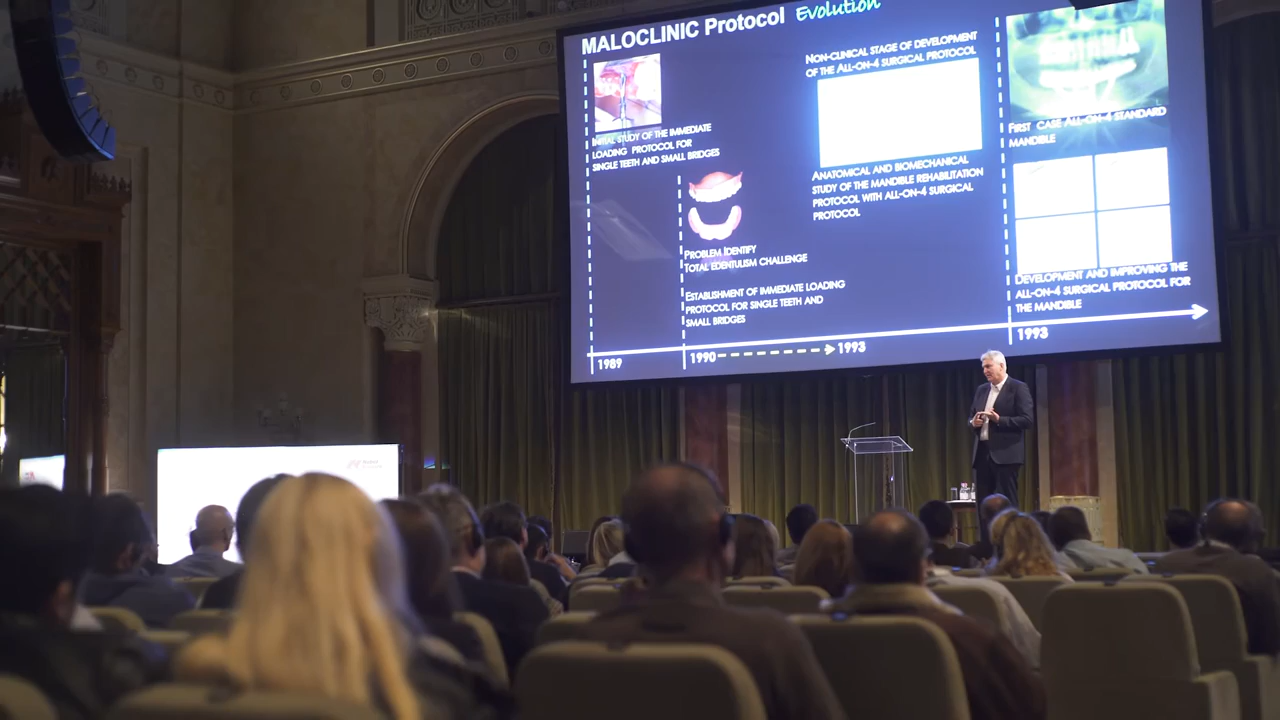 MALOCLINIC Protocol Evolution
INITIAL STUDY OF THE IMMEDIATE
LOADING PROTOCOL FOR
SINGLE TEETH AND SMALL BRIDGES
PROBLEM IDENTIFY
TOTAL EDENTULISM CHALLENGE
ESTABLISHMENT OF IMMEDIATE LOADING
PROTOCOL FOR SINGLE TEETH AND
SMALL BRIDGES
NON-CLINICAL STAGE OF DEVELOPMENT
OF THE ALL-ON-4 SURGICAL PROTOCOL
ANATOMICAL AND BIOMECHANICAL
STUDY OF THE MANDIBLE REHABILITATION
PROTOCOL WITH ALL-ON-4 SURGICAL
PROTOCOL
FIRST CASE ALL-ON-4 STANDARD
MANDIBLE
DEVELOPMENT AND IMPROVING THE
ALL-ON-4 SURGICAL PROTOCOL FOR
THE MANDIBLE
1989
1990
1993
1993